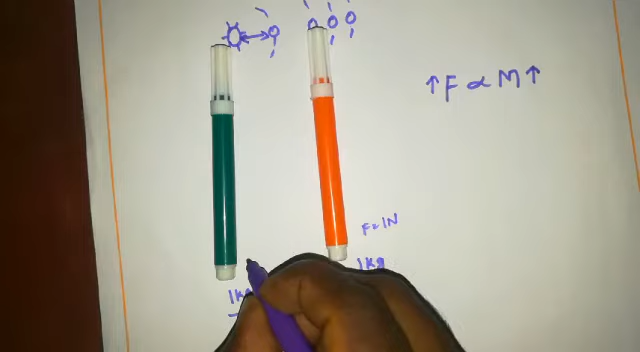 ↑F ∝ M↑
F=1N
1kg
1kg